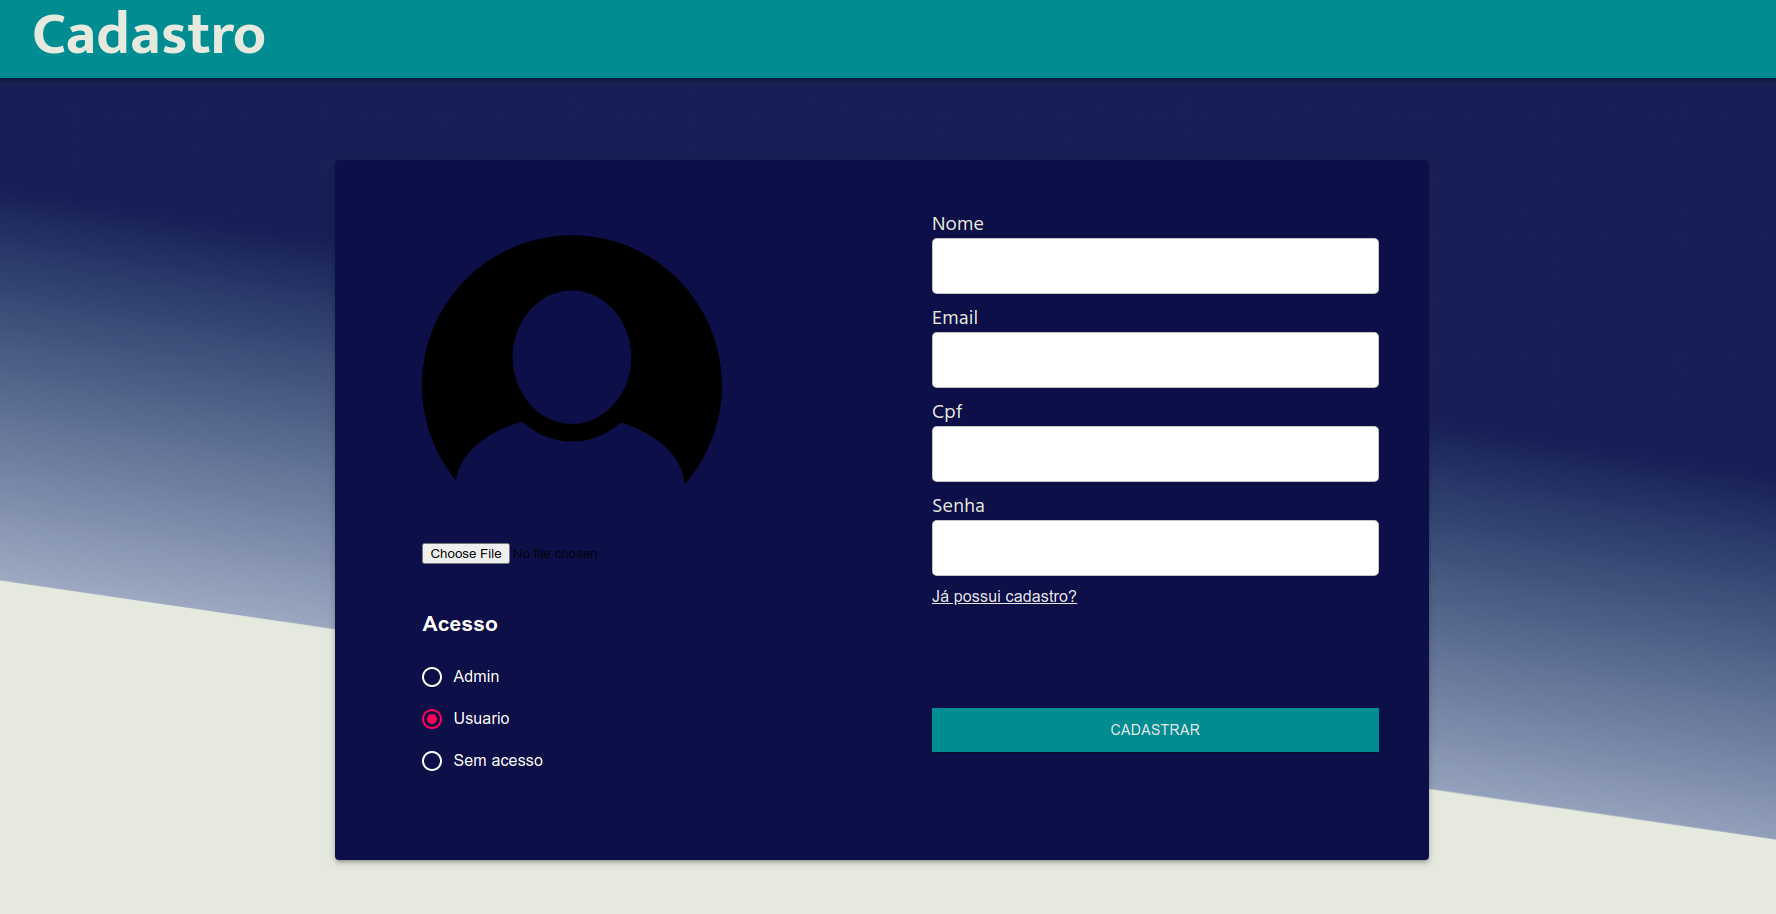 Cadastro
Choose File No file chosen
Acesso
Admin
Usuario
Sem acesso
Nome
Email
Cpf
Senha
Já possui cadastro?
CADASTRAR